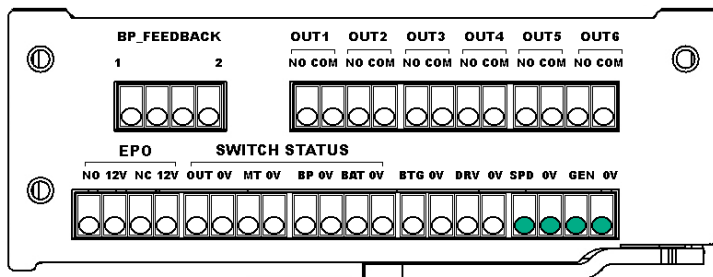 BP_FEEDBACK OUT1 OUT2 OUT3 OUT4 OUT5 OUT6
1 2 NO COM NO COM NO COM NO COM NO COM NO COM
EPO SWITCH STATUS
NO 12V NC 12V OUT 0V MT 0V BP 0V BAT 0V BTG 0V DRV 0V SPD 0V GEN 0V